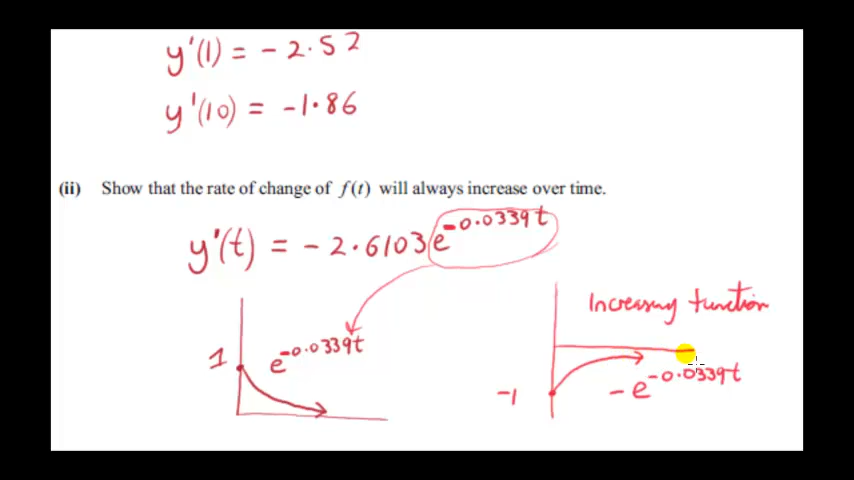 y'(1) = -2.52
y'(10) = -1.86
(ii) Show that the rate of change of f(t) will always increase over time.
y'(t) = -2.6103e^-0.0339t
Increasing function
1
e^-0.0339t
-1
-e^-0.0339t